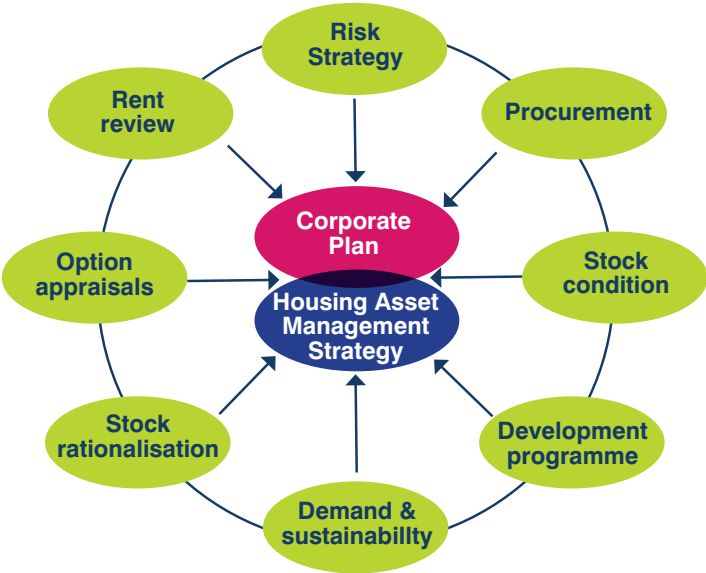 Risk
Strategy
Rent
review
Procurement
Corporate
Plan
Option
appraisals
Stock
condition
Housing Asset
Management
Strategy
Stock
rationalisation
Development
programme
Demand &
sustainabillty